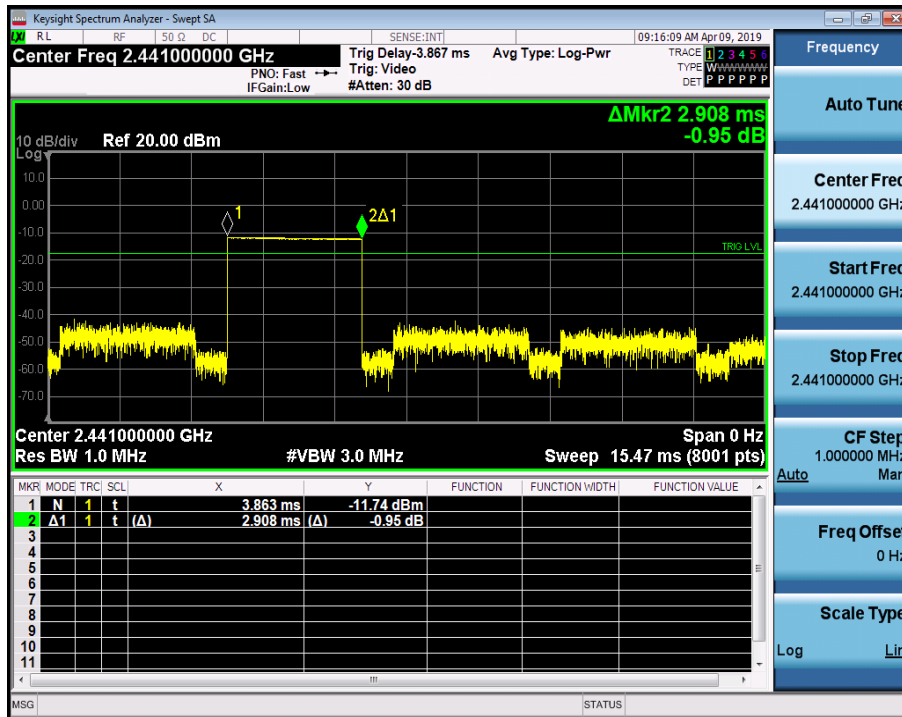 Keysight Spectrum Analyzer - Swept SA
LXI RL RF 50 Ω DC SENSE:INT 09:16:09 AM Apr 09, 2019
Center Freq 2.441000000 GHz
PNO: Fast
IFGain:Low
Trig Delay-3.867 ms
Trig: Video
#Atten: 30 dB
Avg Type: Log-Pwr
TRACE 1 2 3 4 5 6
TYPE WWWWWW
DET P P P P P P
ΔMkr2 2.908 ms
-0.95 dB
10 dB/div
Log
Ref 20.00 dBm
10.0
0.00
-10.0
-20.0
-30.0
-40.0
-50.0
-60.0
-70.0
1
2Δ1
TRIG LVL
Center 2.441000000 GHz Span 0 Hz
Res BW 1.0 MHz #VBW 3.0 MHz Sweep 15.47 ms (8001 pts)
MKR MODE TRC SCL X Y FUNCTION FUNCTION WIDTH FUNCTION VALUE
1 N 1 t 3.863 ms -11.74 dBm
2 Δ1 1 t (Δ) 2.908 ms (Δ) -0.95 dB
3
4
5
6
7
8
9
10
11
MSG STATUS
Frequency
Auto Tune
Center Freq
2.441000000 GHz
Start Freq
2.441000000 GHz
Stop Freq
2.441000000 GHz
CF Step
1.000000 MHz
Auto Man
Freq Offset
0 Hz
Scale Type
Log Lin